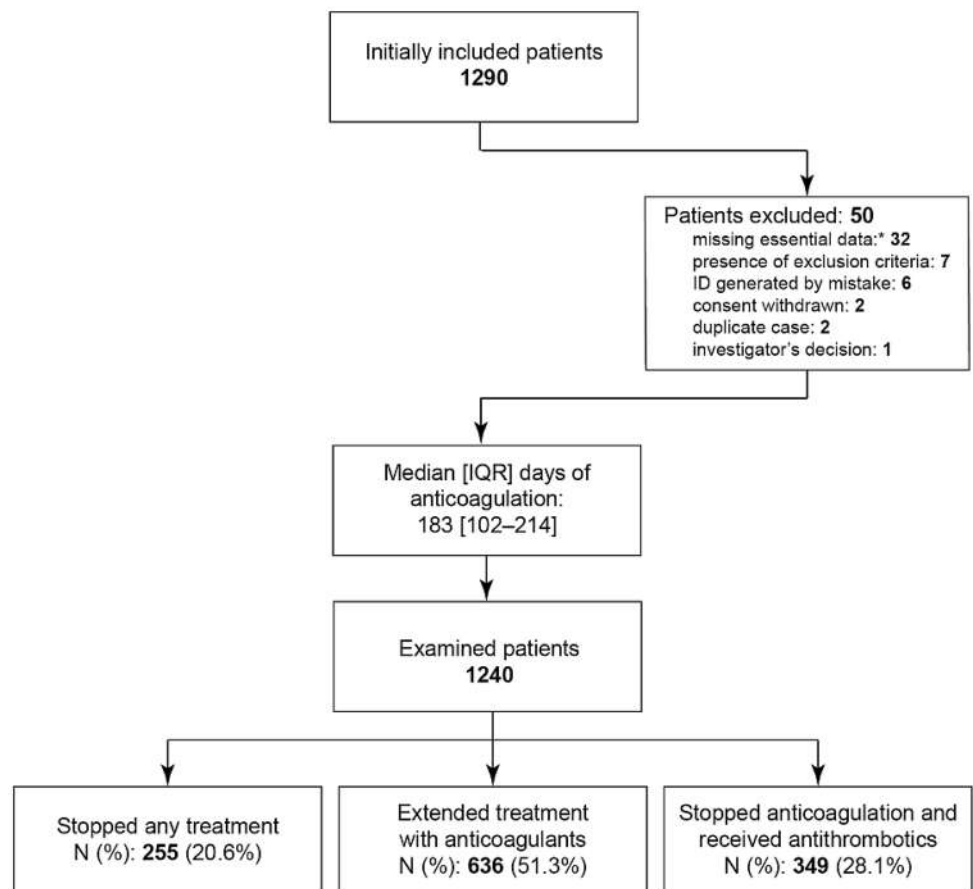 Initially included patients
1290
Patients excluded: 50
missing essential data:* 32
presence of exclusion criteria: 7
ID generated by mistake: 6
consent withdrawn: 2
duplicate case: 2
investigator's decision: 1
Median [IQR] days of
anticoagulation:
183 [102–214]
Examined patients
1240
Stopped any treatment
N (%): 255 (20.6%)
Extended treatment
with anticoagulants
N (%): 636 (51.3%)
Stopped anticoagulation and
received antithrombotics
N (%): 349 (28.1%)